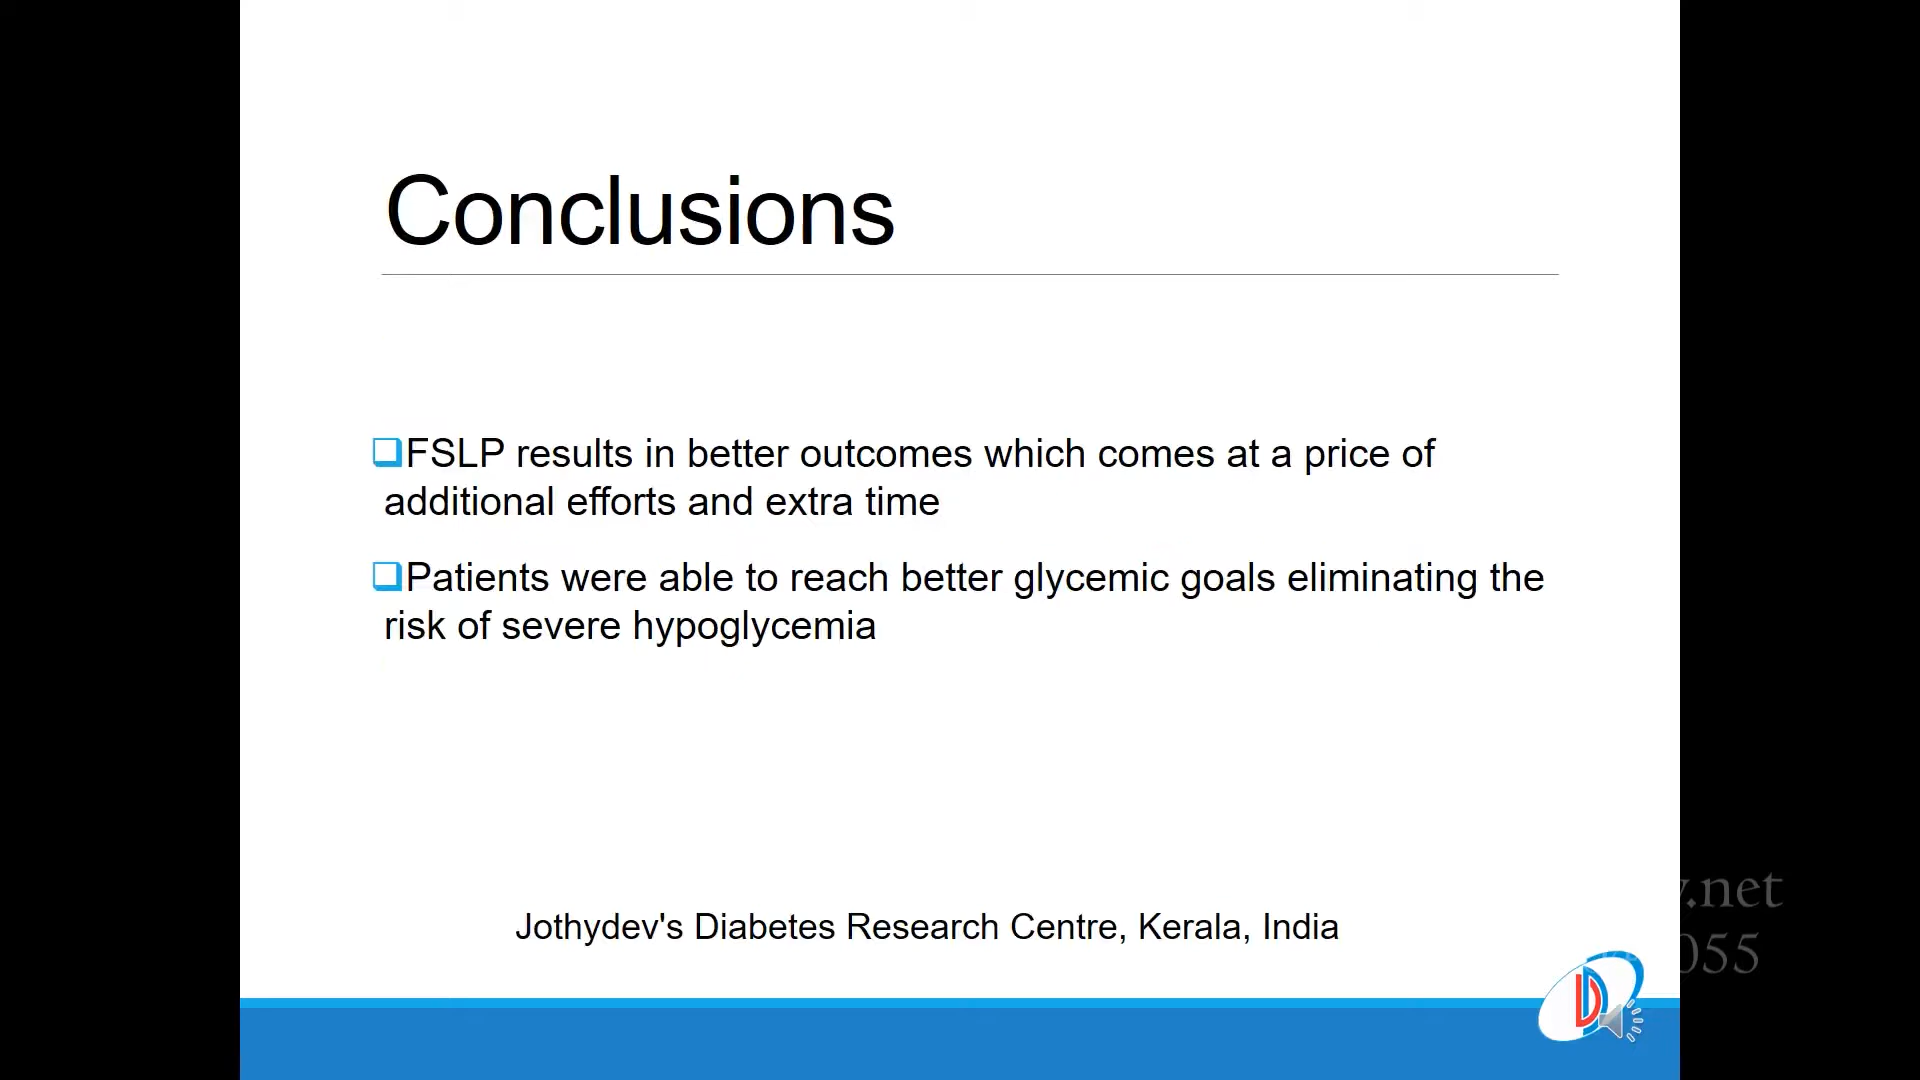 Conclusions
❑FSLP results in better outcomes which comes at a price of
additional efforts and extra time
❑Patients were able to reach better glycemic goals eliminating the
risk of severe hypoglycemia
Jothydev's Diabetes Research Centre, Kerala, India
.net
055
D